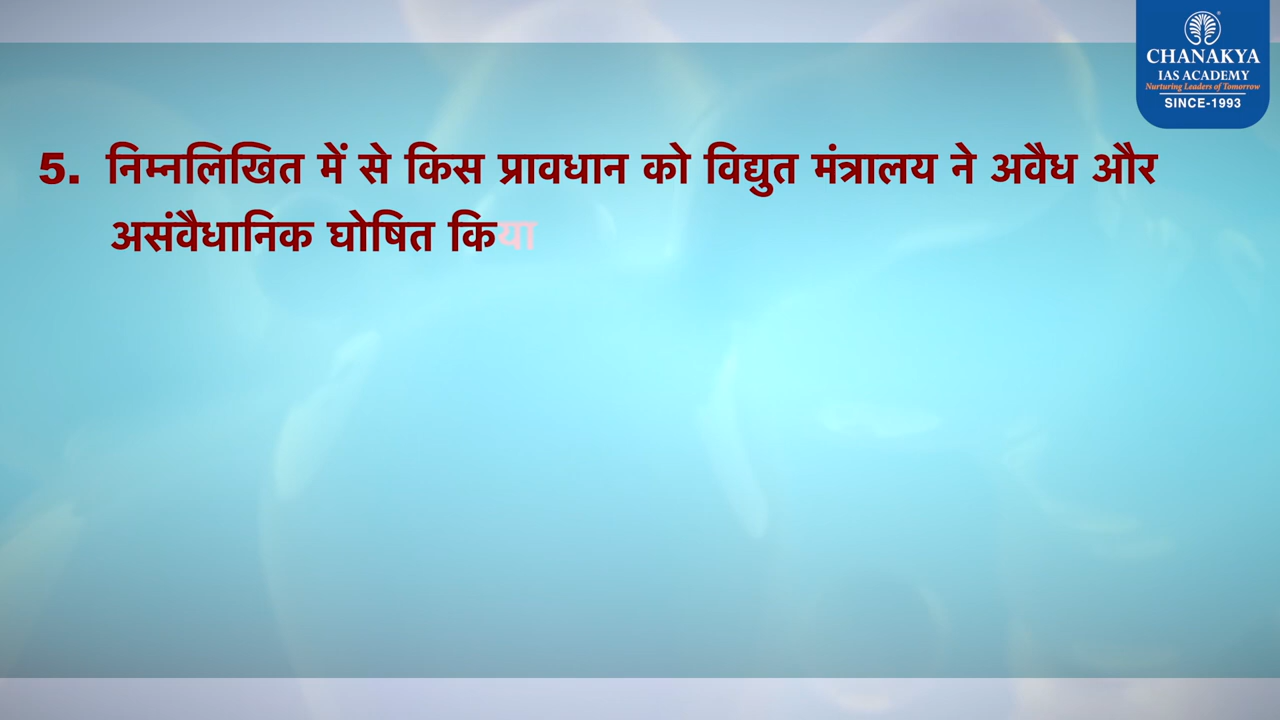 CHANAKYA
IAS ACADEMY
Nurturing Leaders of Tomorrow
SINCE-1993
5. निम्नलिखित में से किस प्रावधान को विद्युत मंत्रालय ने अवैध और
असंवैधानिक घोषित किया